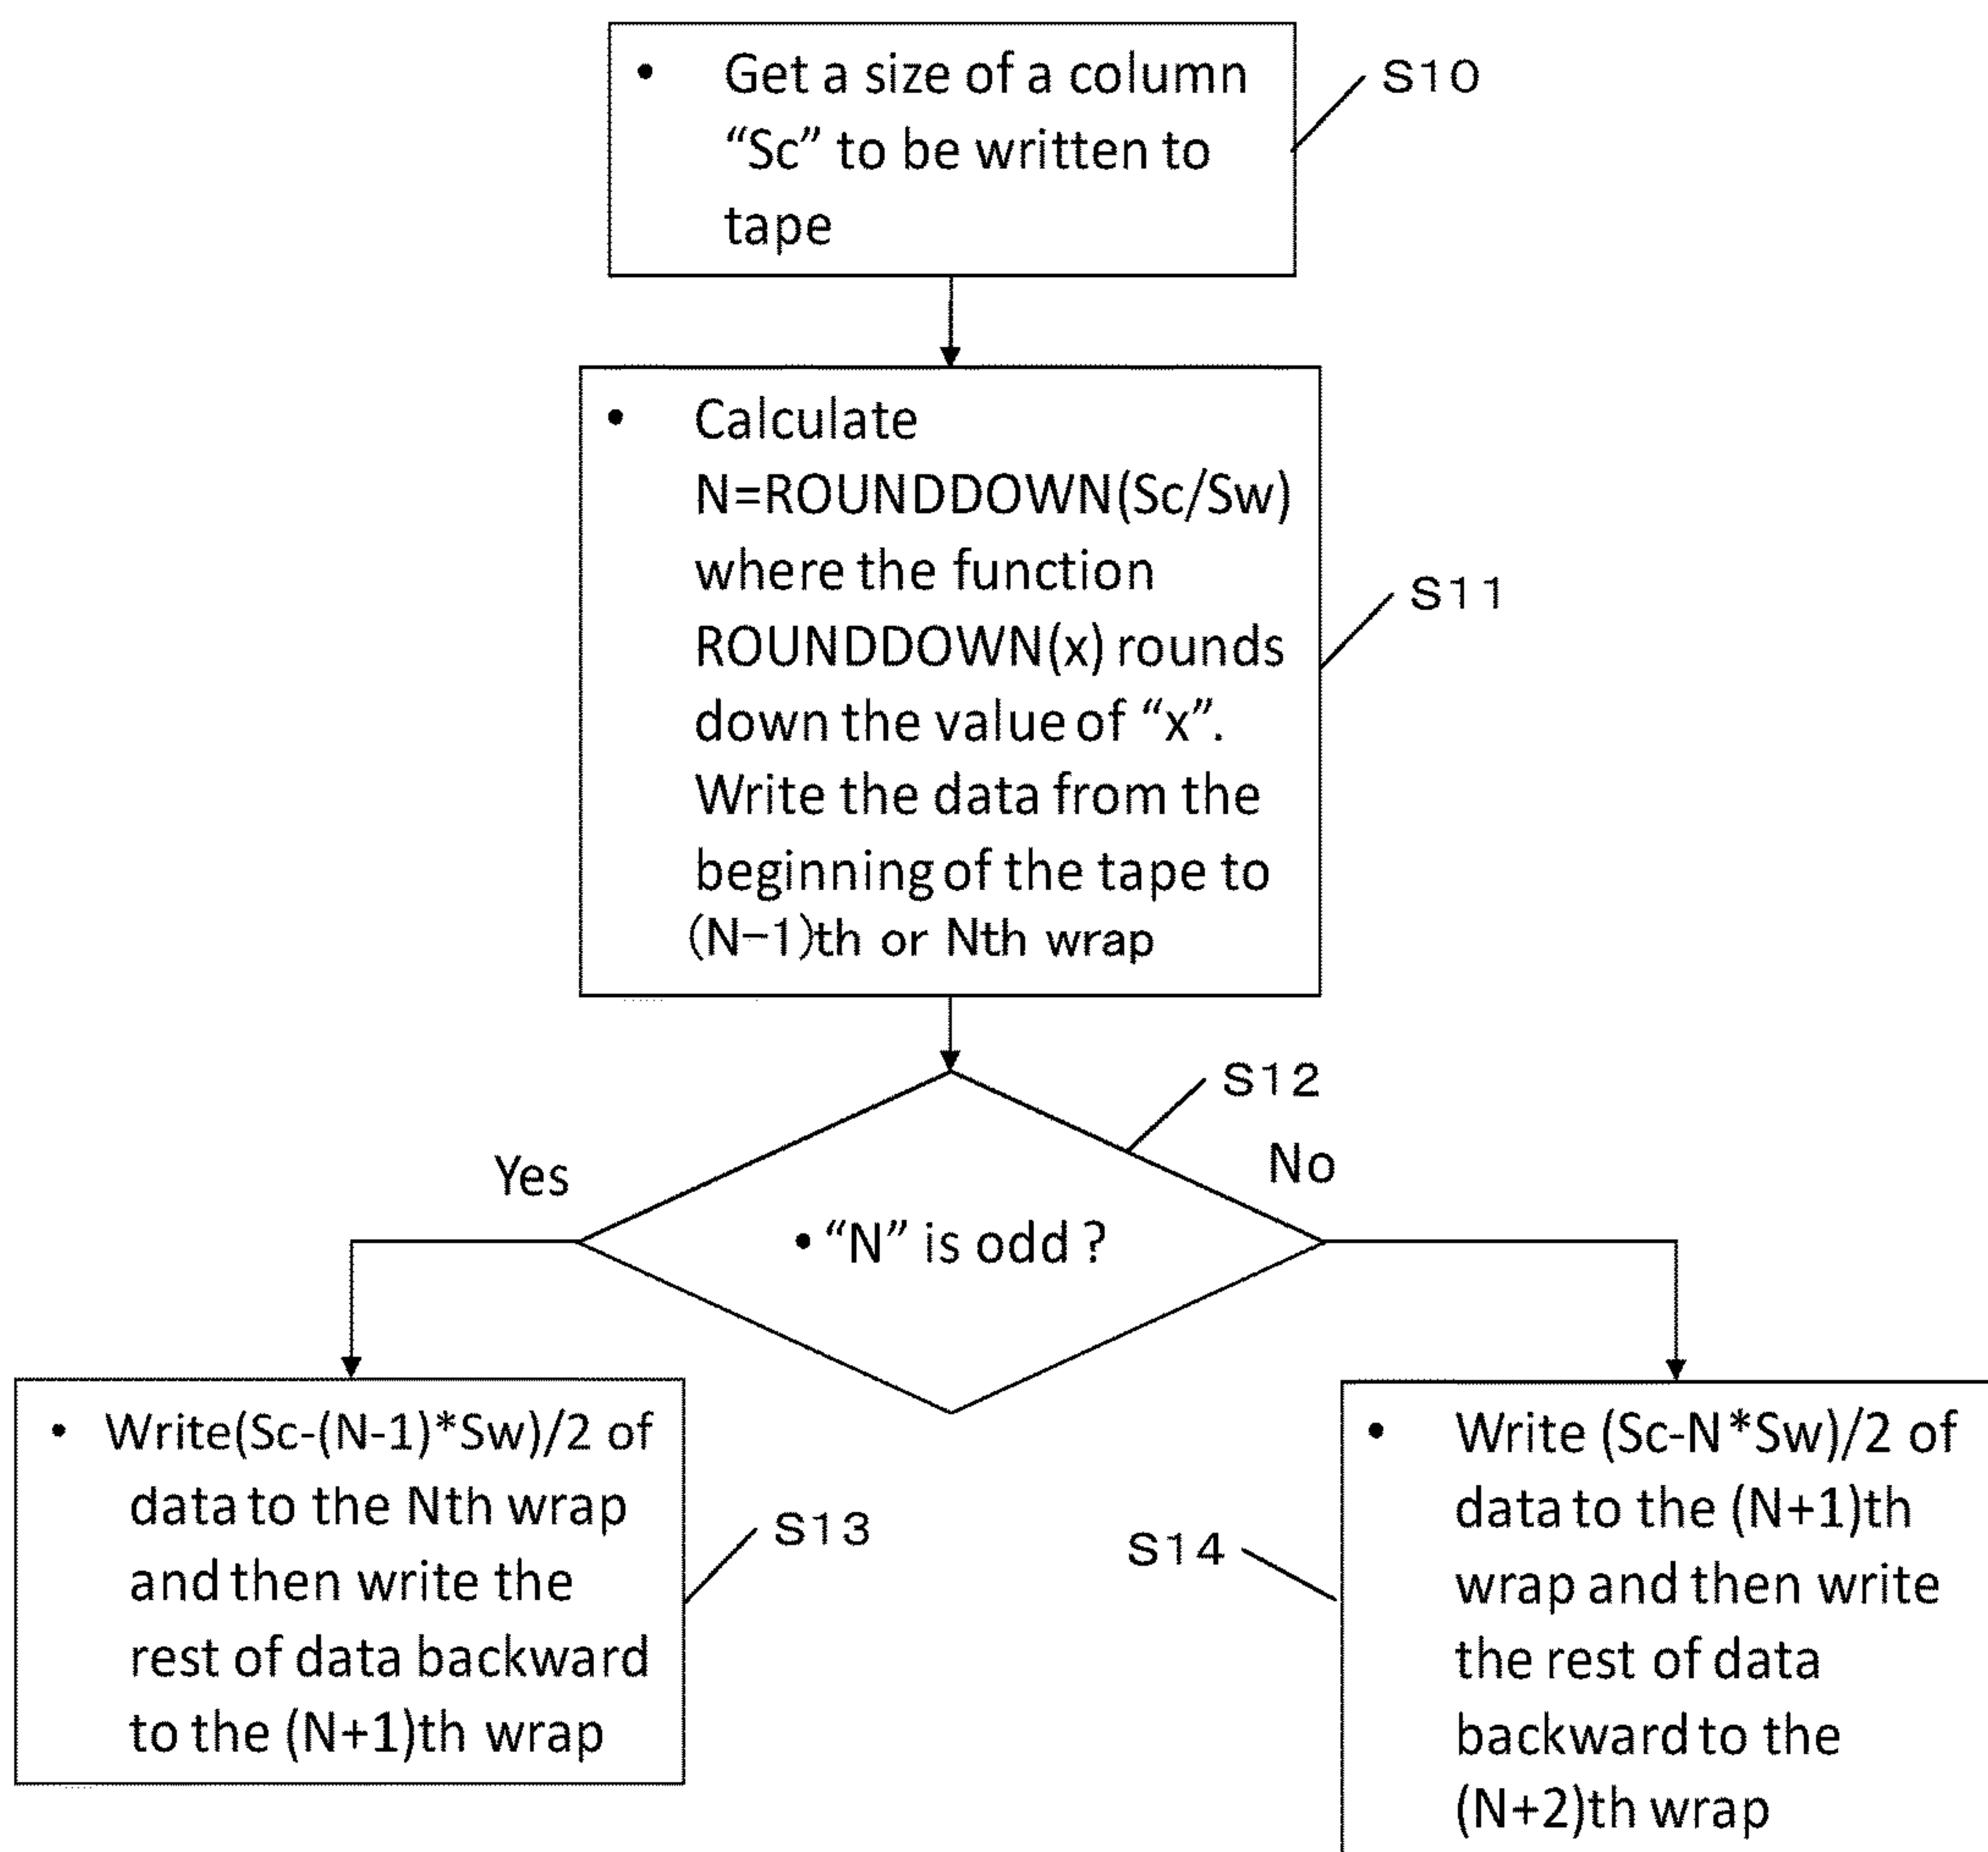 • Get a size of a column
“Sc” to be written to
tape
S10
• Calculate
N=ROUNDDOWN(Sc/Sw)
where the function
ROUNDDOWN(x) rounds
down the value of “x”.
Write the data from the
beginning of the tape to
(N-1)th or Nth wrap
S11
S12
Yes
No
• “N” is odd ?
• Write(Sc-(N-1)*Sw)/2 of
data to the Nth wrap
and then write the
rest of data backward
to the (N+1)th wrap
S13
S14
• Write (Sc-N*Sw)/2 of
data to the (N+1)th
wrap and then write
the rest of data
backward to the
(N+2)th wrap